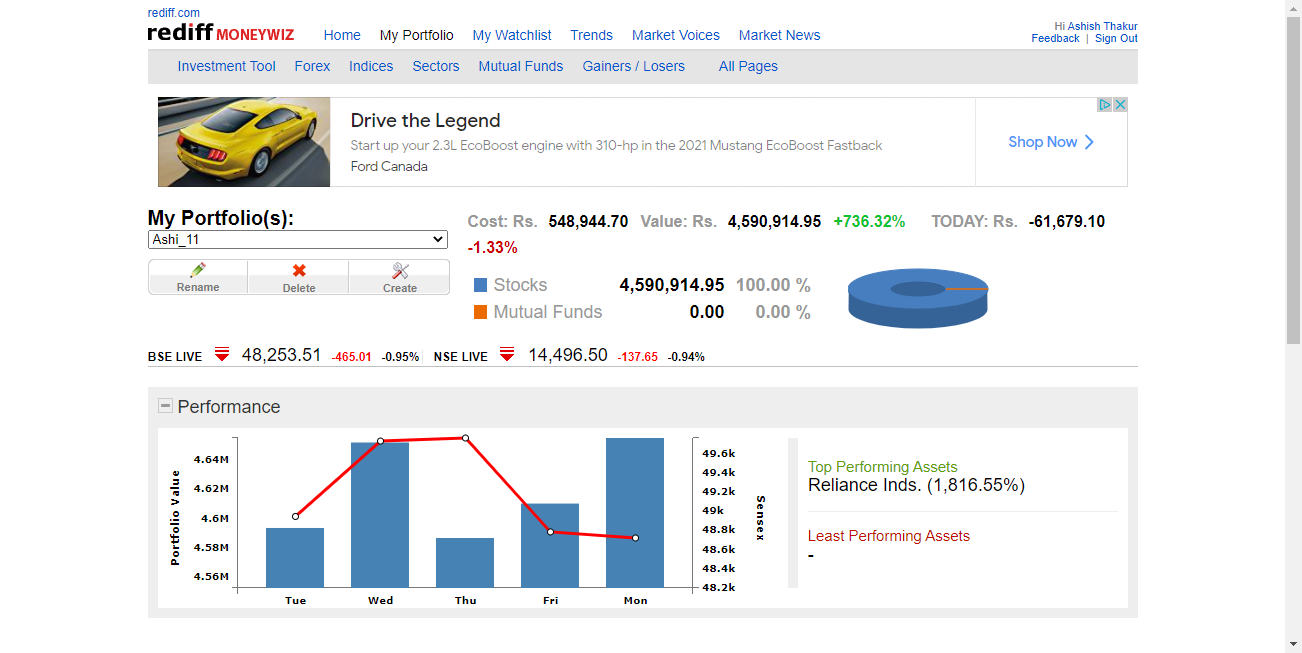 rediff.com
rediff MONEYWIZ
Home My Portfolio My Watchlist Trends Market Voices Market News
Hi Ashish Thakur
Feedback | Sign Out
Investment Tool Forex Indices Sectors Mutual Funds Gainers / Losers All Pages
Drive the Legend
Start up your 2.3L EcoBoost engine with 310-hp in the 2021 Mustang EcoBoost Fastback
Ford Canada
Shop Now
My Portfolio(s):
Ashi_11
Rename Delete Create
Cost: Rs. 548,944.70 Value: Rs. 4,590,914.95 +736.32% TODAY: Rs. -61,679.10
-1.33%
Stocks 4,590,914.95 100.00 %
Mutual Funds 0.00 0.00 %
BSE LIVE 48,253.51 -465.01 -0.95% NSE LIVE 14,496.50 -137.65 -0.94%
Performance
Portfolio Value
4.64M
4.62M
4.6M
4.58M
4.56M
Tue Wed Thu Fri Mon
49.6k
49.4k
49.2k
49k
48.8k
48.6k
48.4k
48.2k
Sensex
Top Performing Assets
Reliance Inds. (1,816.55%)
Least Performing Assets
-